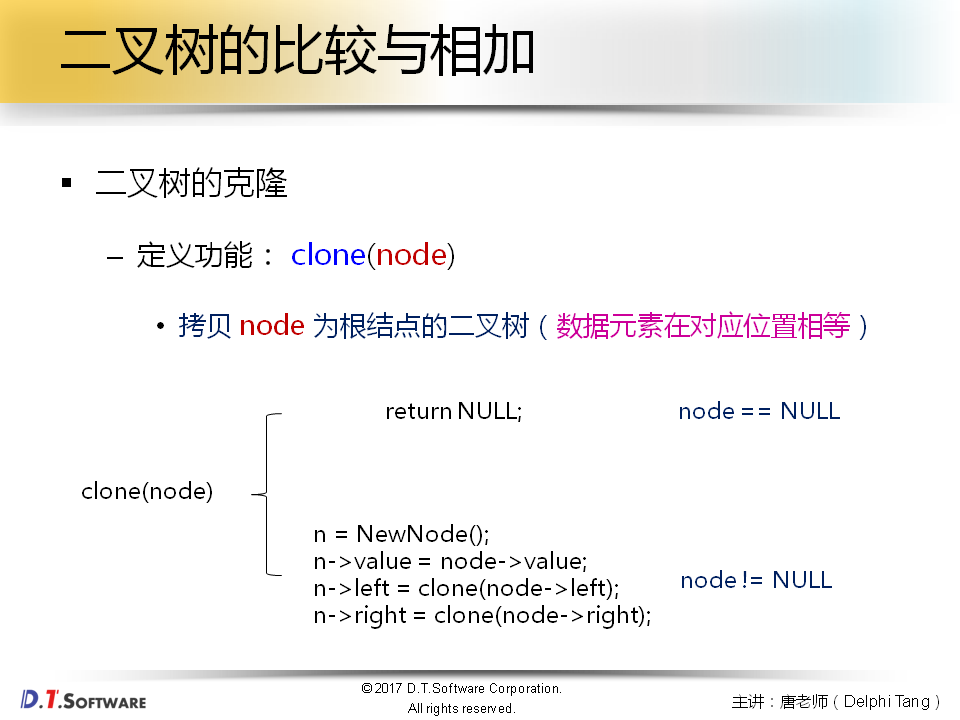 二叉树的比较与相加
▪ 二叉树的克隆
– 定义功能： clone(node)
• 拷贝 node 为根结点的二叉树（数据元素在对应位置相等）
return NULL; node == NULL
clone(node)
n = NewNode();
n->value = node->value;
n->left = clone(node->left);
node != NULL
n->right = clone(node->right);
©2017 D.T.Software Corporation.
All rights reserved.
D.T.SOFTWARE
主讲：唐老师（Delphi Tang）